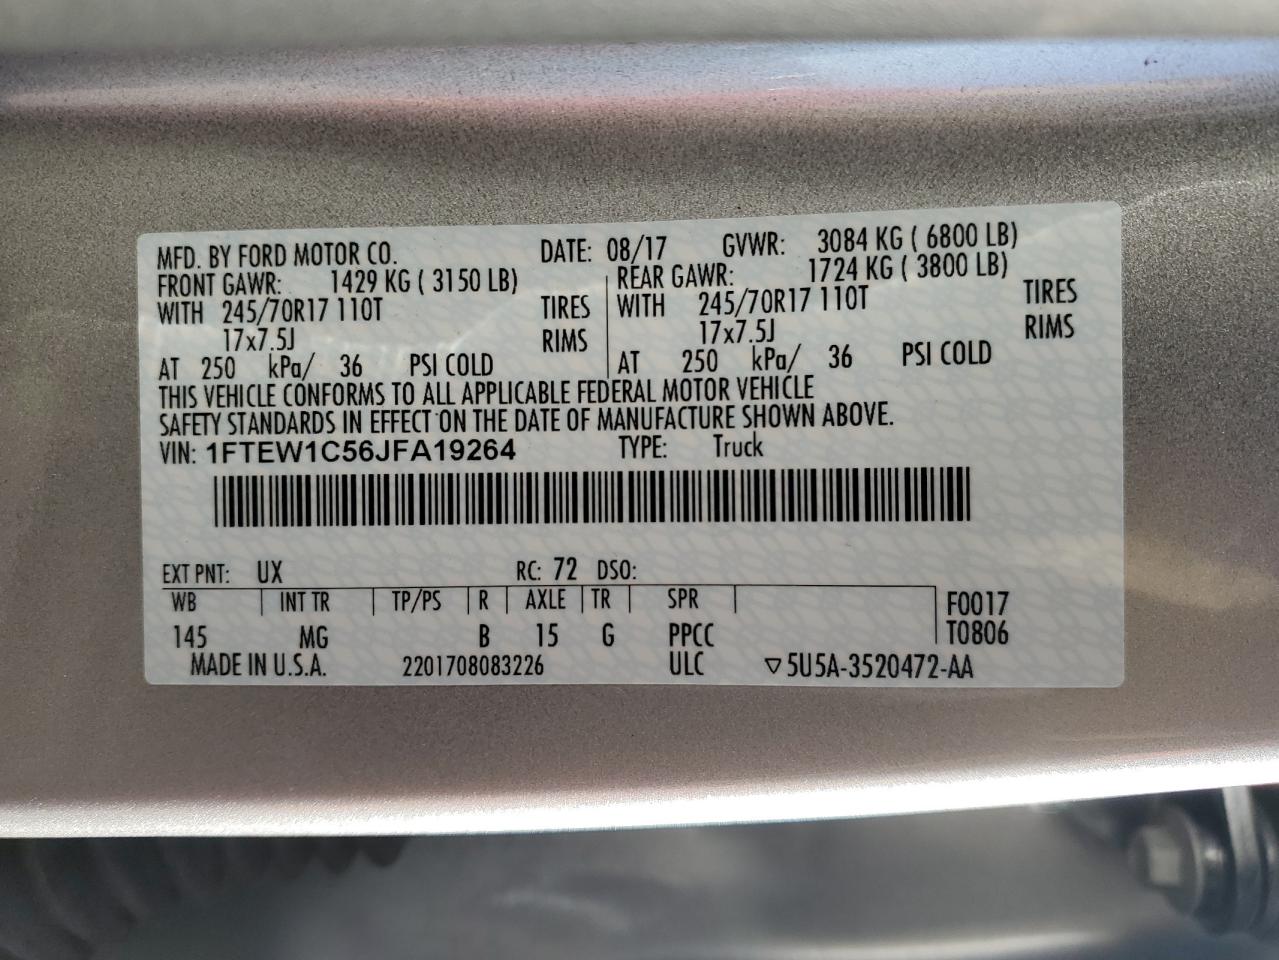 MFD. BY FORD MOTOR CO. DATE: 08/17 GVWR: 3084 KG ( 6800 LB)
FRONT GAWR: 1429 KG ( 3150 LB) REAR GAWR: 1724 KG ( 3800 LB)
WITH 245/70R17 110T TIRES WITH 245/70R17 110T TIRES
17x7.5J RIMS 17x7.5J RIMS
AT 250 kPa/ 36 PSI COLD AT 250 kPa/ 36 PSI COLD
THIS VEHICLE CONFORMS TO ALL APPLICABLE FEDERAL MOTOR VEHICLE
SAFETY STANDARDS IN EFFECT ON THE DATE OF MANUFACTURE SHOWN ABOVE.
VIN: 1FTEW1C56JFA19264 TYPE: Truck
EXT PNT: UX RC: 72 DSO:
WB INT TR TP/PS R AXLE TR SPR F0017
145 MG B 15 G PPCC T0806
MADE IN U.S.A. 2201708083226 ULC ▽5U5A-3520472-AA